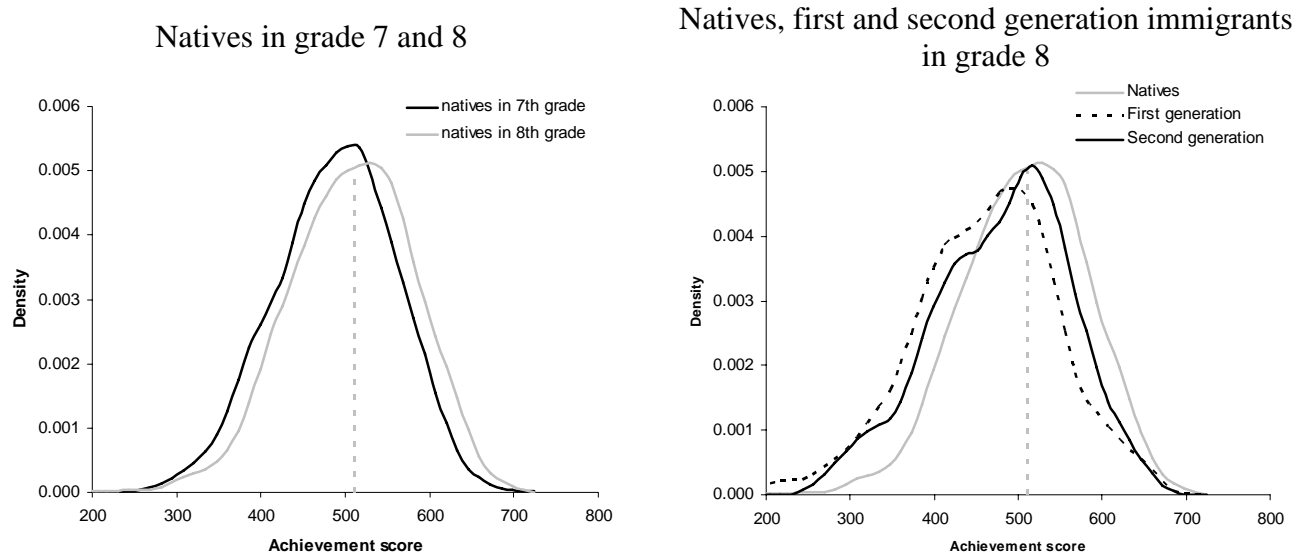 Natives in grade 7 and 8
0.006
0.005
0.004
0.003
0.002
0.001
0.000
Density
200 300 400 500 600 700 800
Achievement score
natives in 7th grade
natives in 8th grade
Natives, first and second generation immigrants
in grade 8
0.006
0.005
0.004
0.003
0.002
0.001
0.000
Density
200 300 400 500 600 700 800
Achievement score
Natives
First generation
Second generation